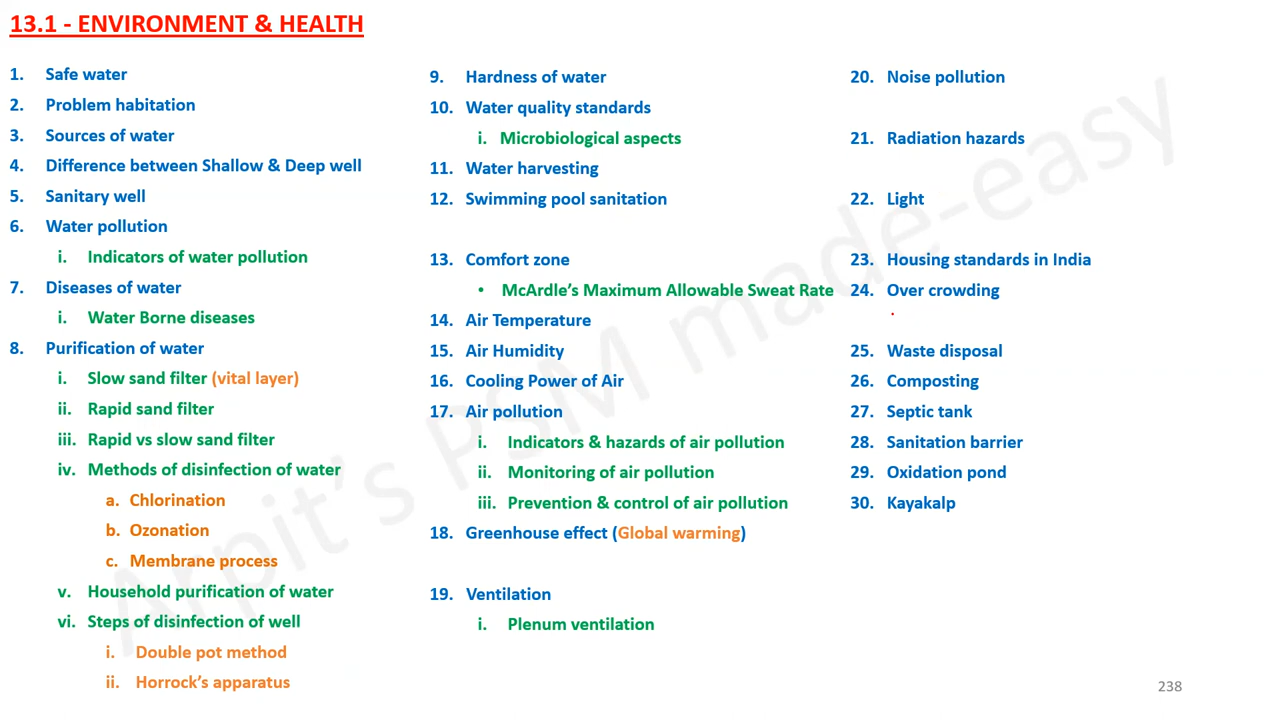 13.1 - ENVIRONMENT & HEALTH
1. Safe water
2. Problem habitation
3. Sources of water
4. Difference between Shallow & Deep well
5. Sanitary well
6. Water pollution
i. Indicators of water pollution
7. Diseases of water
i. Water Borne diseases
8. Purification of water
i. Slow sand filter (vital layer)
ii. Rapid sand filter
iii. Rapid vs slow sand filter
iv. Methods of disinfection of water
a. Chlorination
b. Ozonation
c. Membrane process
v. Household purification of water
vi. Steps of disinfection of well
i. Double pot method
ii. Horrock's apparatus
9. Hardness of water
10. Water quality standards
i. Microbiological aspects
11. Water harvesting
12. Swimming pool sanitation
13. Comfort zone
• McArdle's Maximum Allowable Sweat Rate
14. Air Temperature
15. Air Humidity
16. Cooling Power of Air
17. Air pollution
i. Indicators & hazards of air pollution
ii. Monitoring of air pollution
iii. Prevention & control of air pollution
18. Greenhouse effect (Global warming)
19. Ventilation
i. Plenum ventilation
20. Noise pollution
21. Radiation hazards
22. Light
23. Housing standards in India
24. Over crowding
25. Waste disposal
26. Composting
27. Septic tank
28. Sanitation barrier
29. Oxidation pond
30. Kayakalp
Arpit's PSM made-easy
238